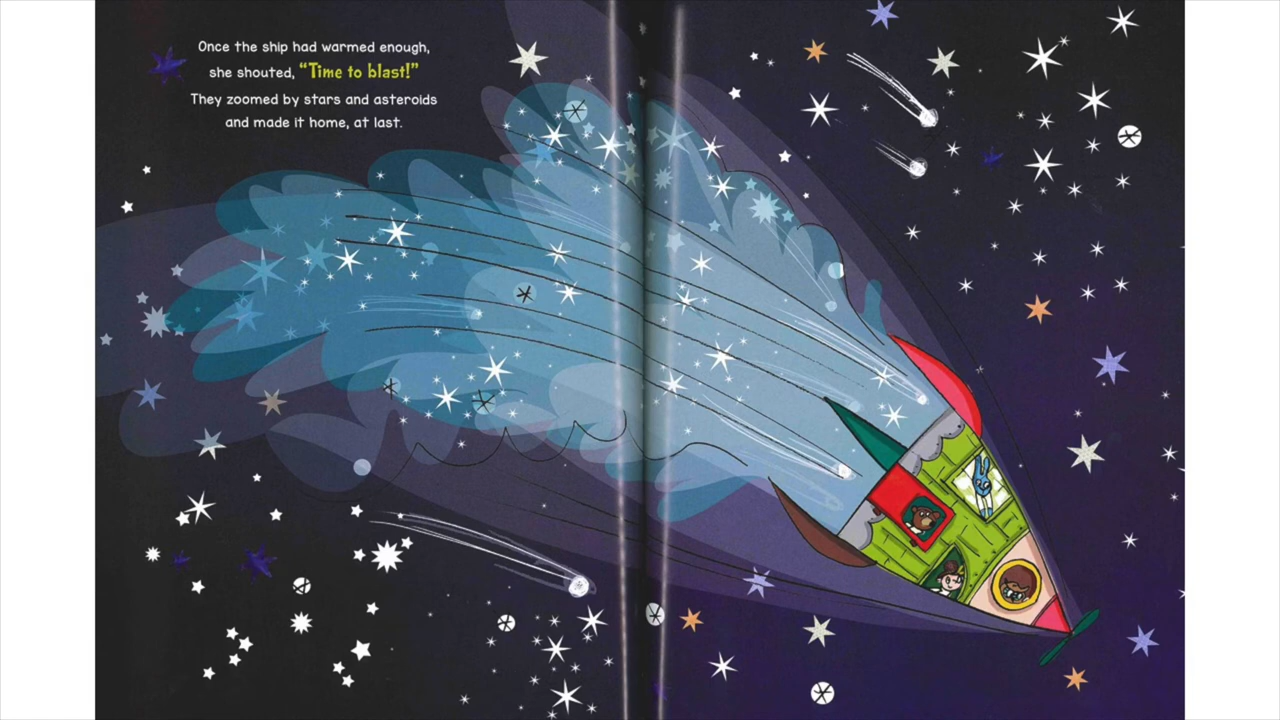 Once the ship had warmed enough,
she shouted, “Time to blast!”
They zoomed by stars and asteroids
and made it home, at last.